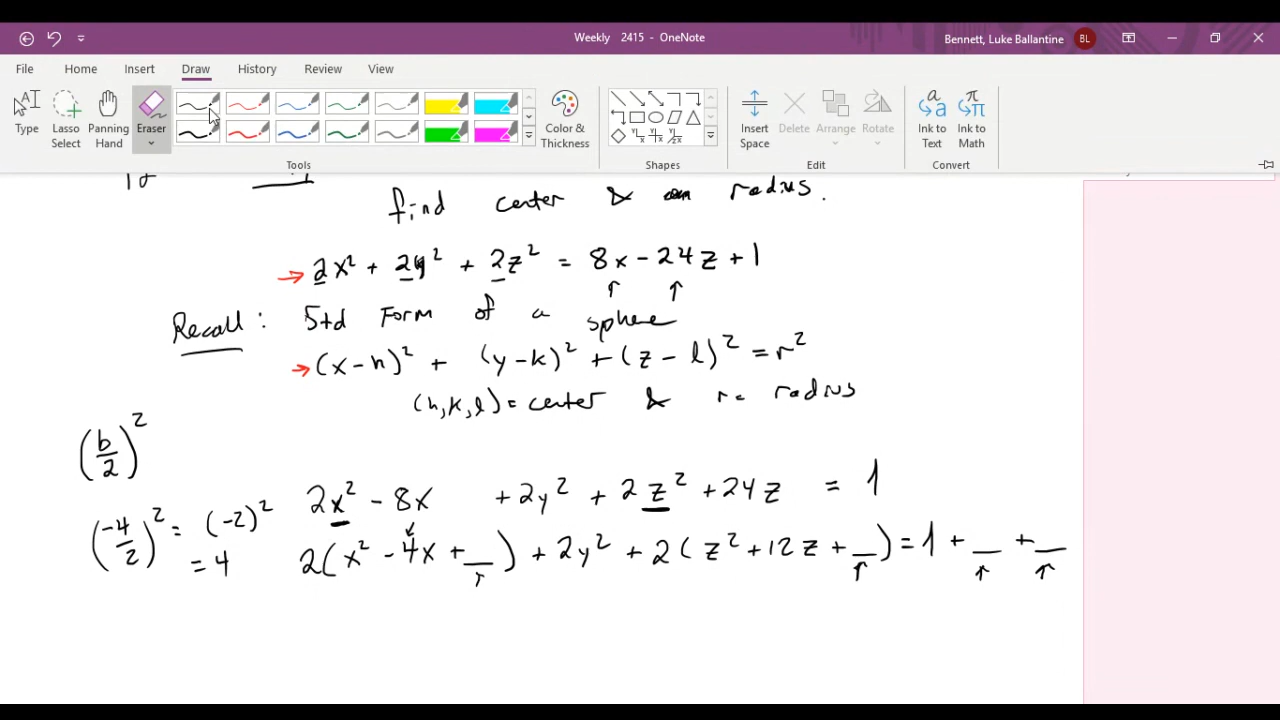 Weekly 2415 - OneNote
Bennett, Luke Ballantine BL
File Home Insert Draw History Review View
Type Lasso Select Panning Hand Eraser Color & Thickness Insert Space Delete Arrange Rotate Ink to Text Ink to Math
Tools Shapes Edit Convert
find center & radius.
→ 2x² + 2y² + 2z² = 8x - 24z + 1
Recall: Std Form of a sphere
→ (x-h)² + (y-k)² + (z-l)² = r²
(h,k,l) = center & r = radius
(b/2)²
2x² - 8x + 2y² + 2z² + 24z = 1
(-4/2)² = (-2)²
= 4
2(x² - 4x + __) + 2y² + 2(z² + 12z + __) = 1 + __ + __